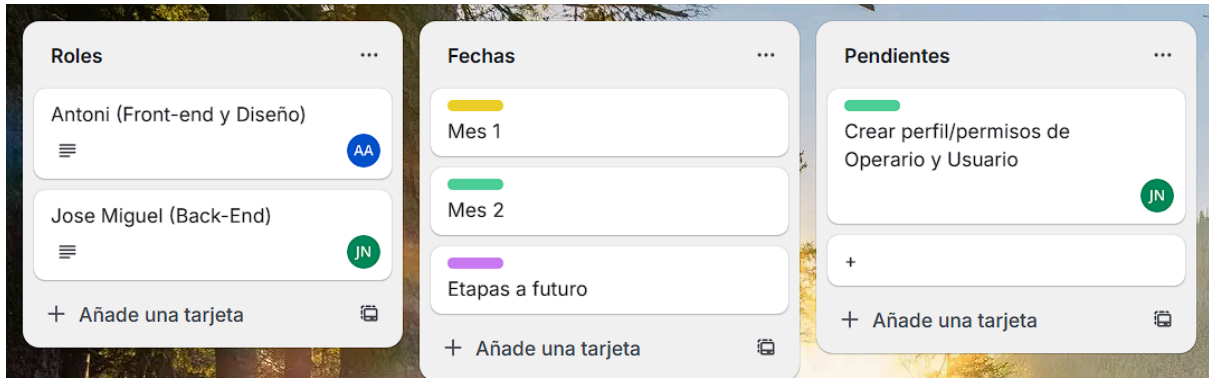 Roles
Antoni (Front-end y Diseño)
AA
Jose Miguel (Back-End)
JN
+ Añade una tarjeta
Fechas
Mes 1
Mes 2
Etapas a futuro
+ Añade una tarjeta
Pendientes
Crear perfil/permisos de
Operario y Usuario
JN
+
+ Añade una tarjeta